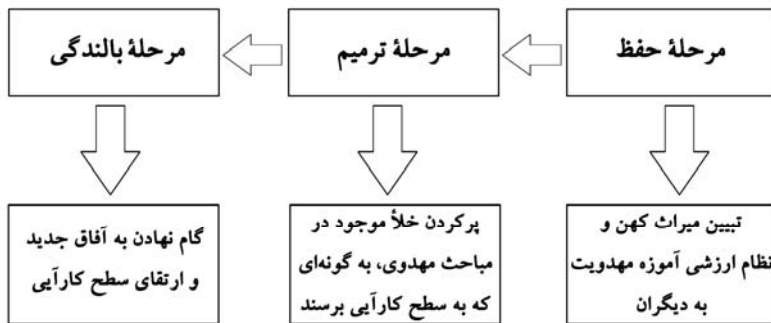 مرحلهٔ حفظ
مرحلهٔ ترمیم
مرحلهٔ بالندگی
تبیین میراث کهن و
نظام ارزشی آموزه مهدویت
به دیگران
پرکردن خلأ موجود در
مباحث مهدوی، به گونه‌ای
که به سطح کارآیی برسند
گام نهادن به آفاق جدید
و ارتقای سطح کارآیی